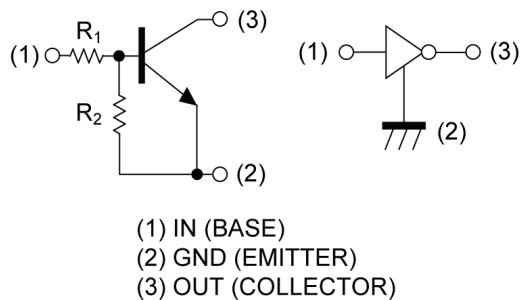 (3)
(1)
R1
R2
(2)
(1)
(3)
(2)
(1) IN (BASE)
(2) GND (EMITTER)
(3) OUT (COLLECTOR)